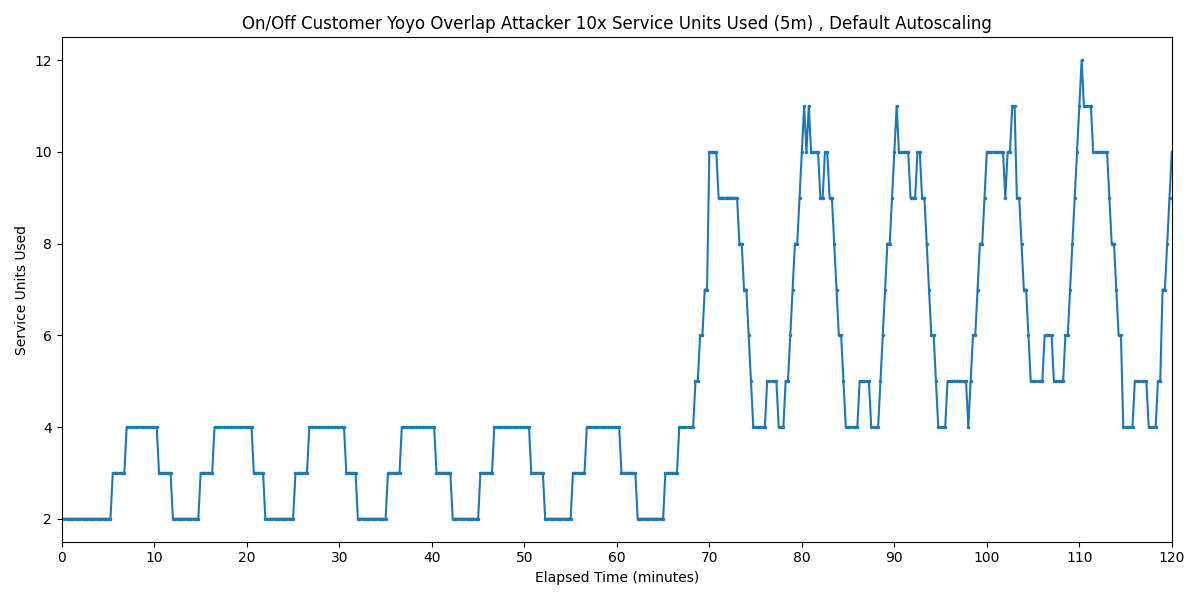 On/Off Customer Yoyo Overlap Attacker 10x Service Units Used (5m) , Default Autoscaling
12
10
8
6
4
2
Service Units Used
0 10 20 30 40 50 60 70 80 90 100 110 120
Elapsed Time (minutes)